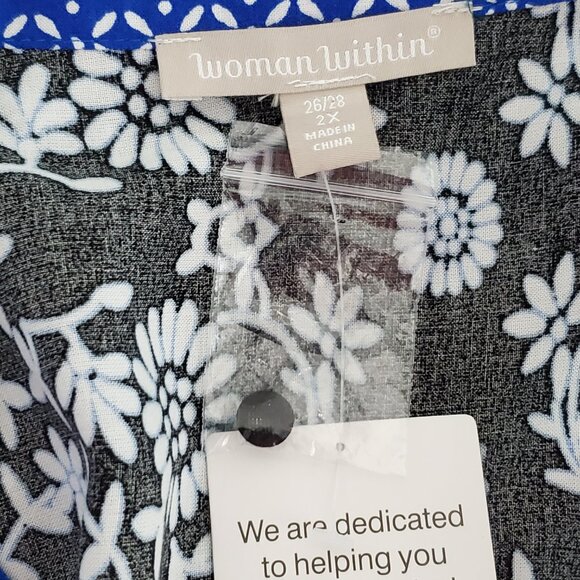 woman within®
26/28
2X
MADE IN
CHINA
We are dedicated
to helping you